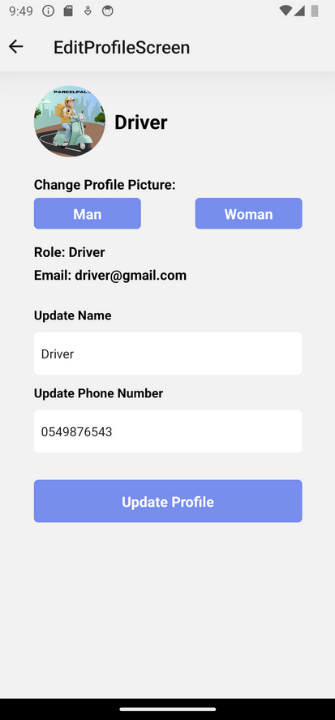 9:49
EditProfileScreen
PARCELPAL
Driver
Change Profile Picture:
Man Woman
Role: Driver
Email: driver@gmail.com
Update Name
Driver
Update Phone Number
0549876543
Update Profile